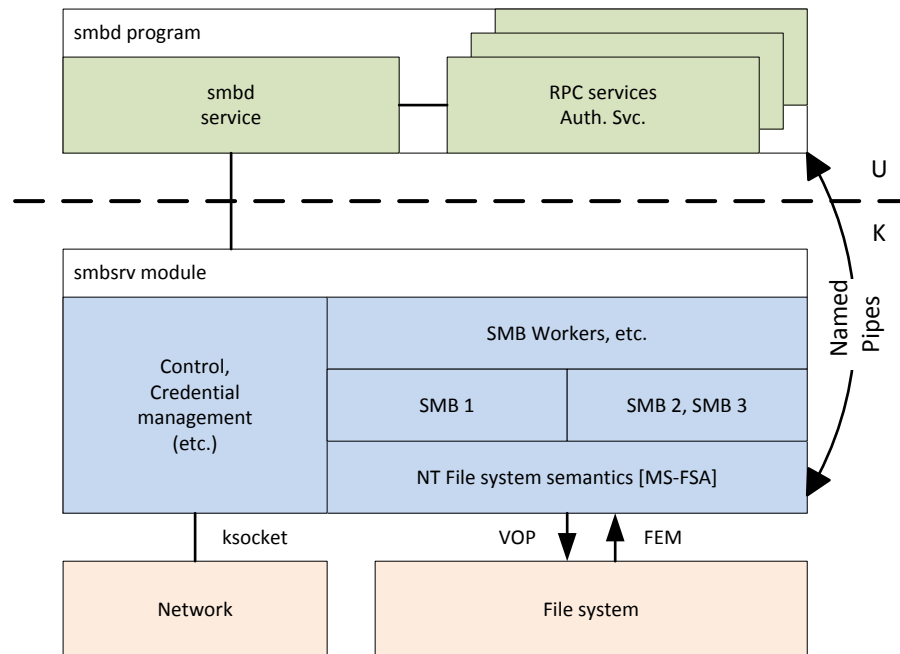 smbd program
smbd
service
RPC services
Auth. Svc.
U
K
smbsrv module
Control,
Credential
management
(etc.)
SMB Workers, etc.
SMB 1
SMB 2, SMB 3
NT File system semantics [MS-FSA]
Named
Pipes
ksocket
VOP
FEM
Network
File system